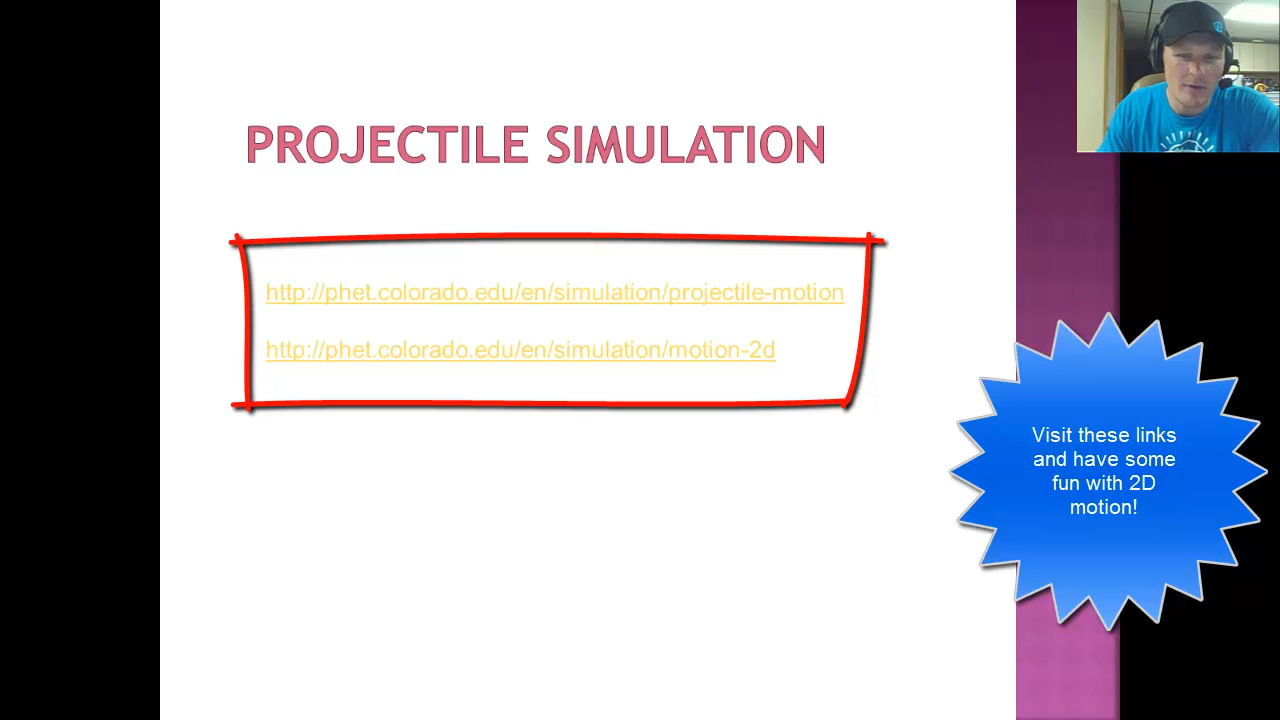 PROJECTILE SIMULATION
http://phet.colorado.edu/en/simulation/projectile-motion
http://phet.colorado.edu/en/simulation/motion-2d
Visit these links
and have some
fun with 2D
motion!